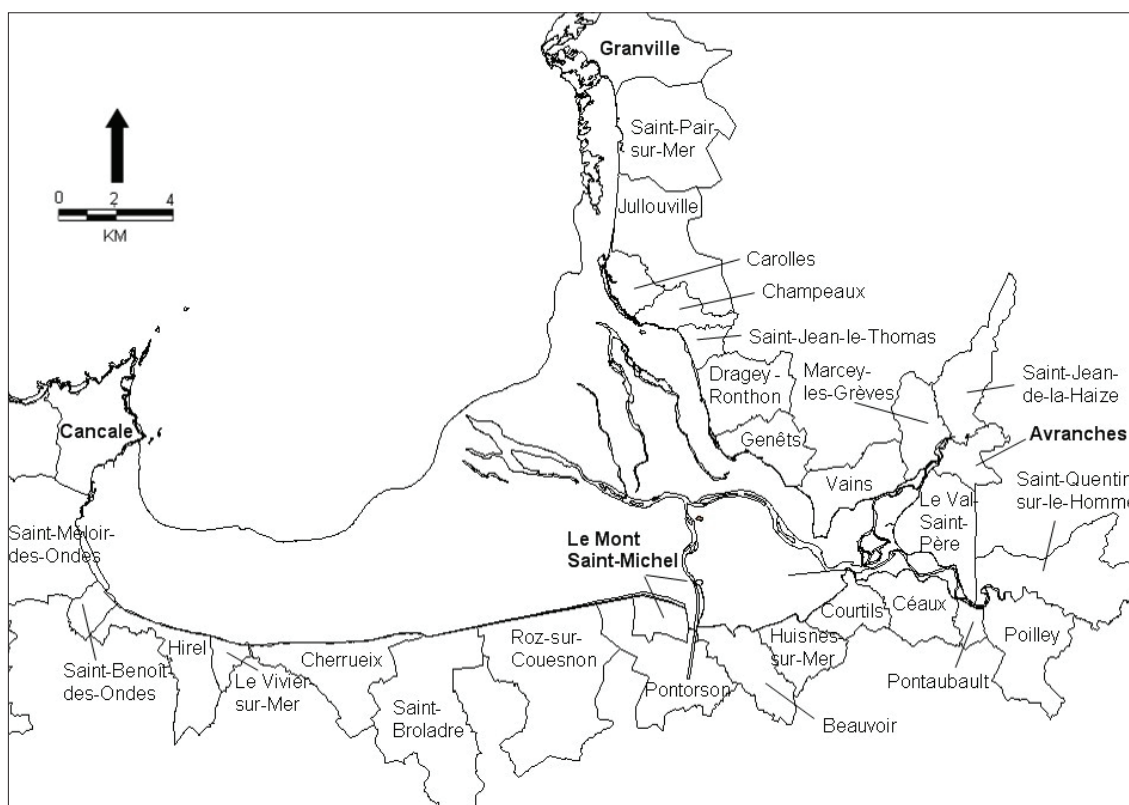 Granville
Saint-Pair-
sur-Mer
0 2 4
KM
Jullouville
Carolles
Champeaux
Saint-Jean-le-Thomas
Dragey -
Ronthon
Marcey-
les-Grèves
Saint-Jean-
de-la-Haize
Cancale
Genêts
Avranches
Vains
Saint-Quentin
sur-le-Homme
Le Val-
Saint-
Père
Saint-Méloir-
des-Ondes
Le Mont
Saint-Michel
Courtils
Céaux
Hirel
Cherrueix
Roz-sur-
Couesnon
Huisnes-
sur-Mer
Poilley
Saint-Benoît-
des-Ondes
Le Vivier-
sur-Mer
Pontorson
Pontaubault
Saint-
Broladre
Beauvoir